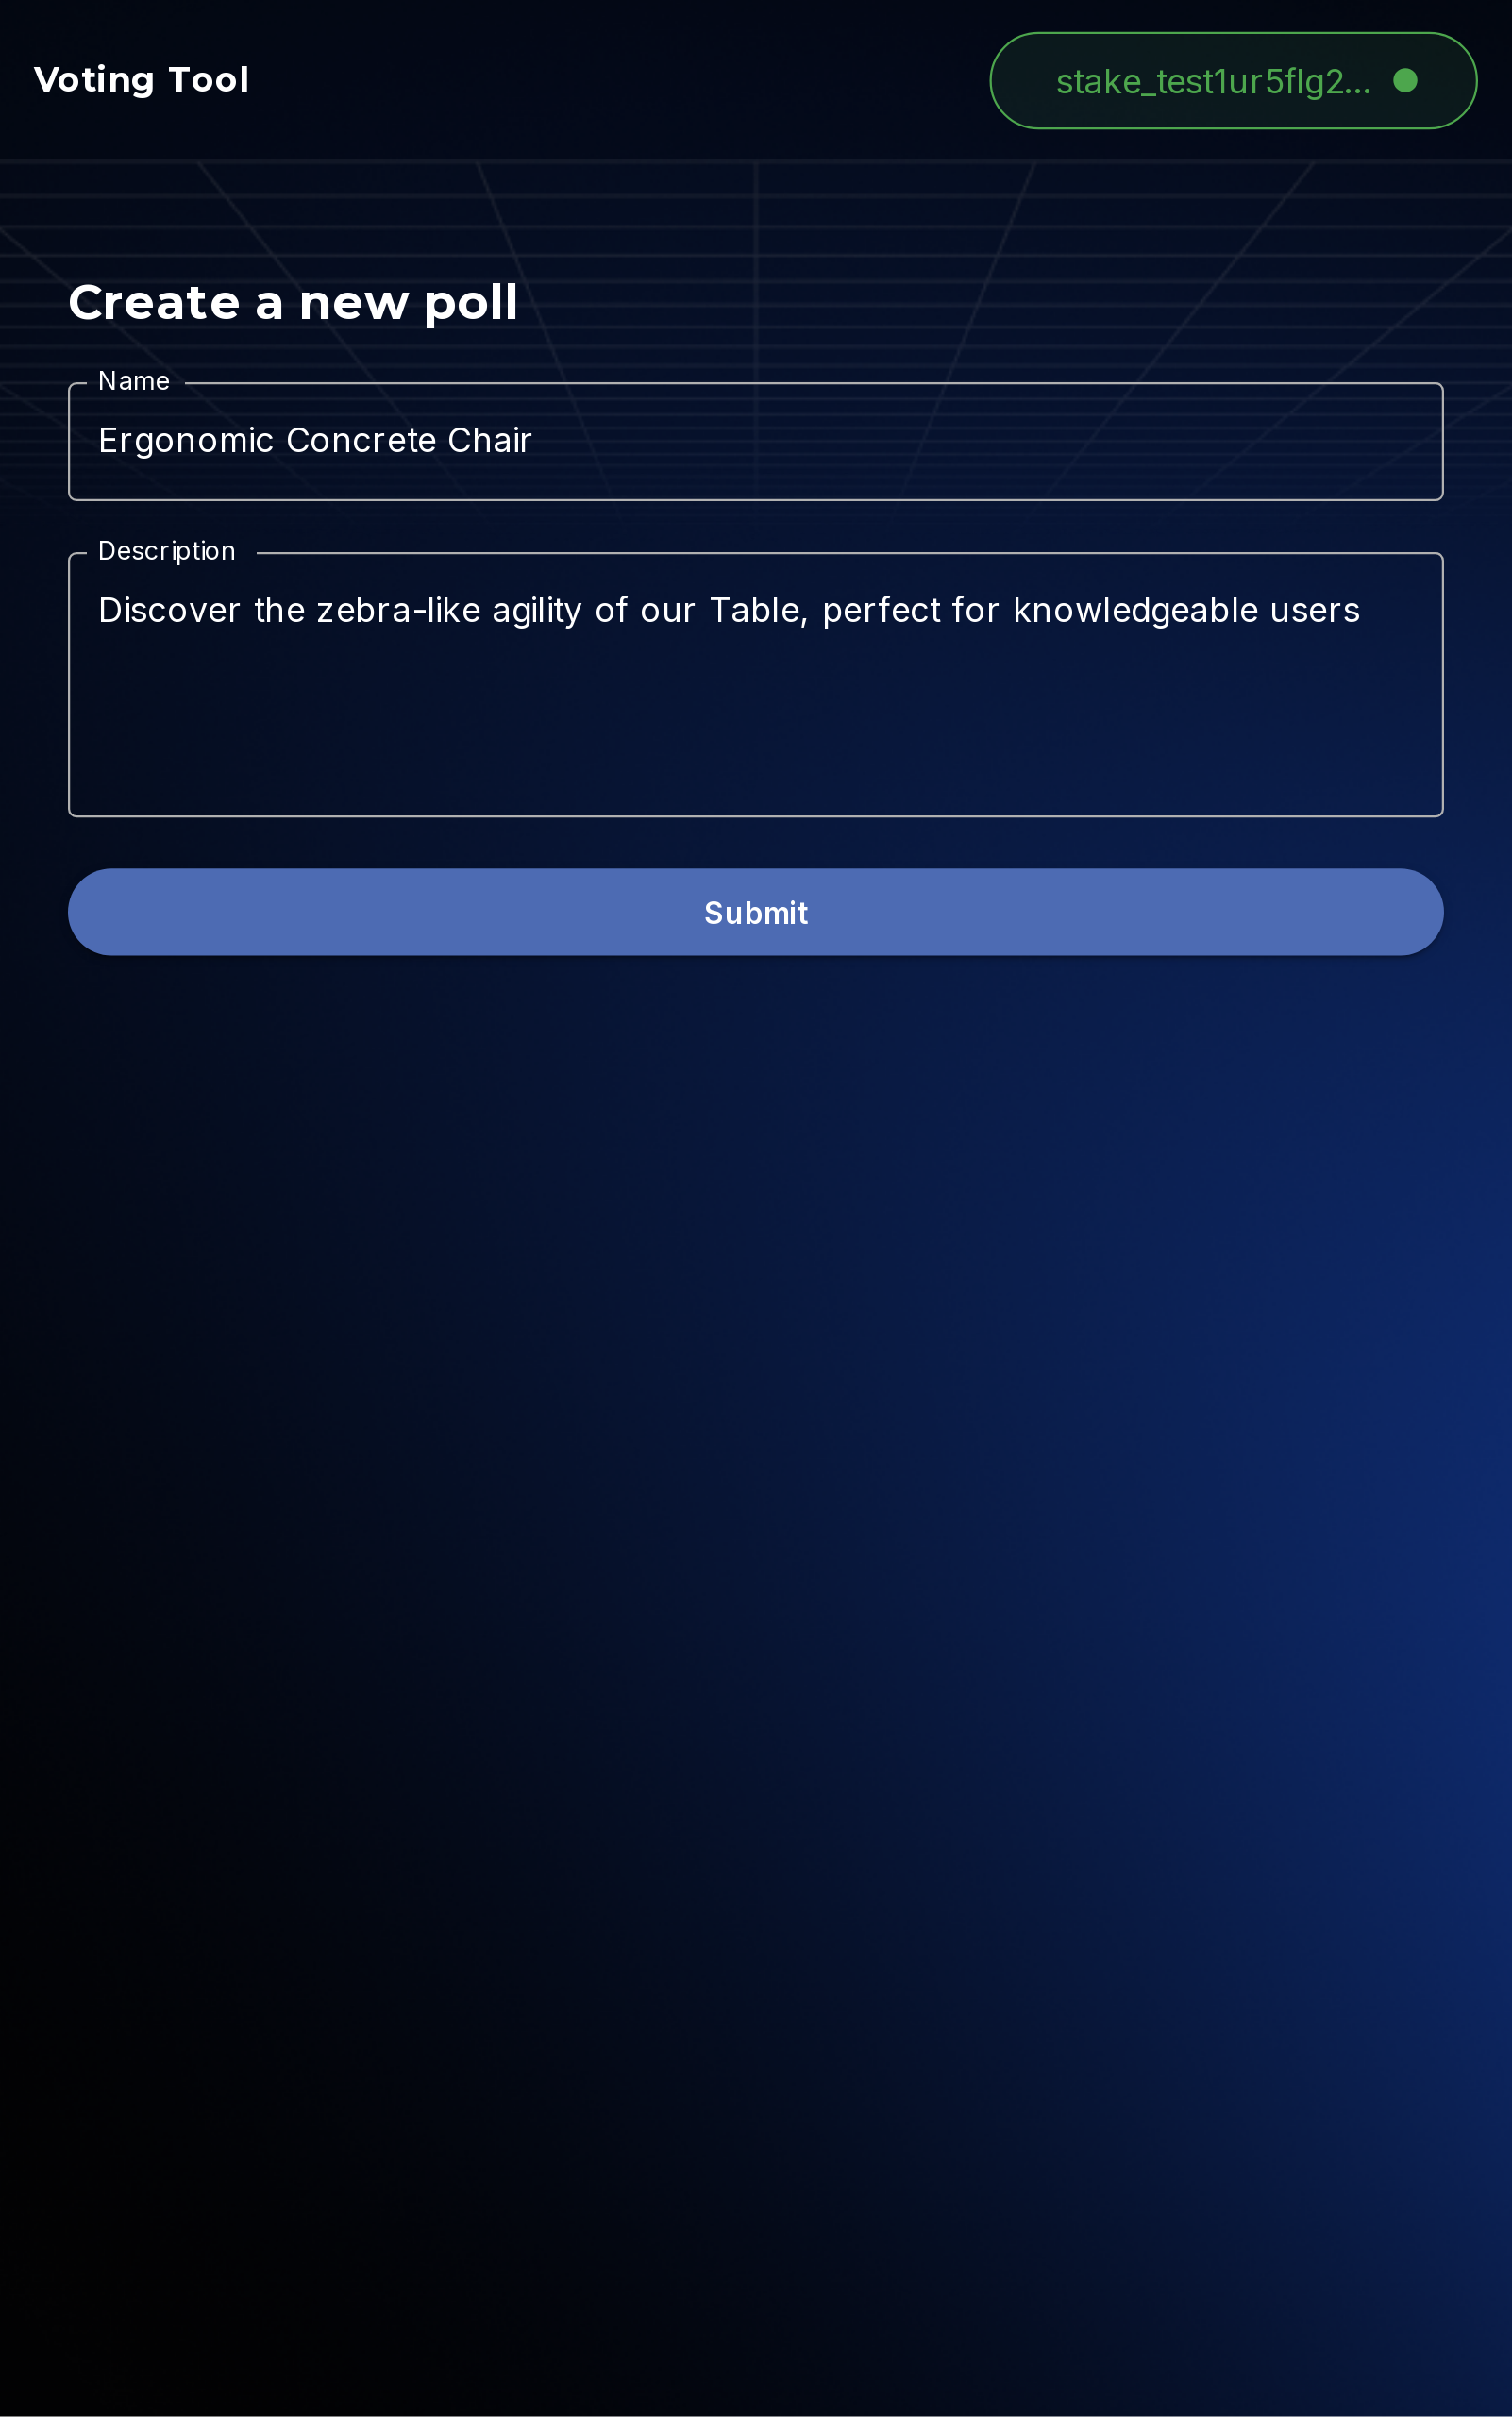 Voting Tool
stake_test1ur5flg2...
Create a new poll
Name
Ergonomic Concrete Chair
Description
Discover the zebra-like agility of our Table, perfect for knowledgeable users
Submit